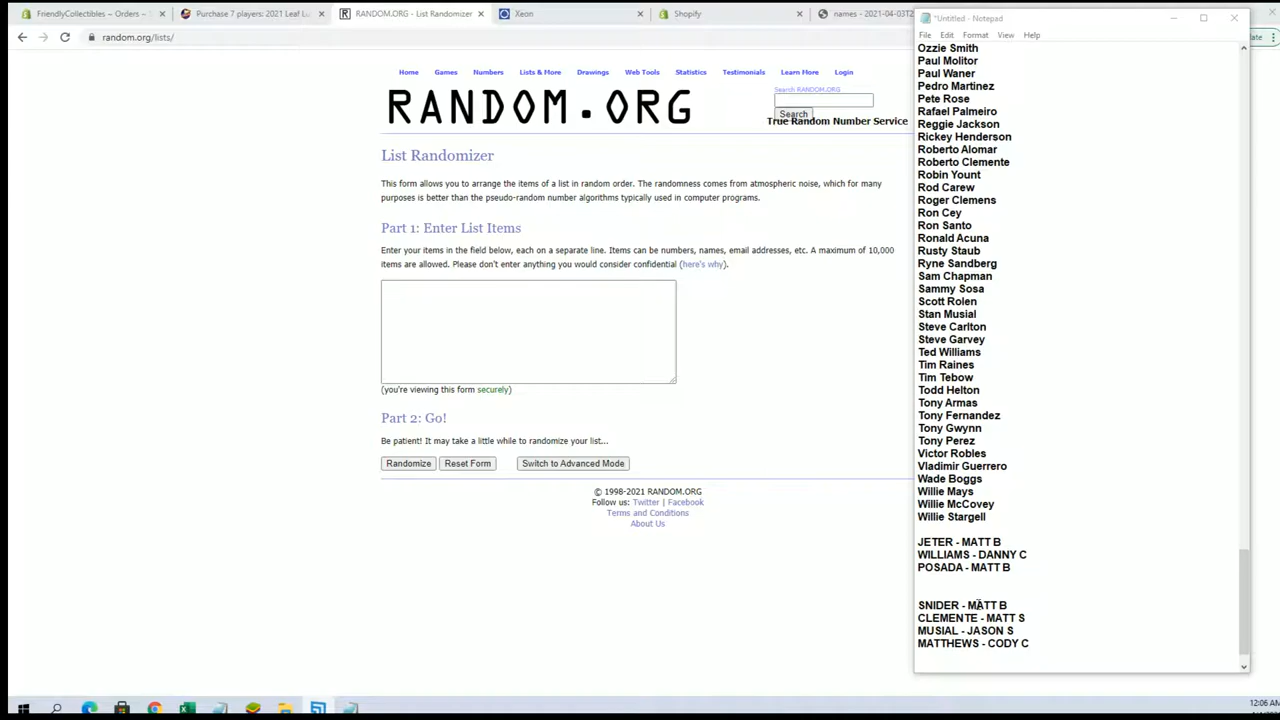 FriendlyCollectibles ~ Orders ~ S
Purchase 7 players: 2021 Leaf Lu
RANDOM.ORG - List Randomizer
Xeon
Shopify
names - 2021-04-03T2
*Untitled - Notepad
random.org/lists/
File Edit Format View Help
Home Games Numbers Lists & More Drawings Web Tools Statistics Testimonials Learn More Login
Search RANDOM.ORG
RANDOM.ORG
Search
True Random Number Service
List Randomizer
This form allows you to arrange the items of a list in random order. The randomness comes from atmospheric noise, which for many
purposes is better than the pseudo-random number algorithms typically used in computer programs.
Part 1: Enter List Items
Enter your items in the field below, each on a separate line. Items can be numbers, names, email addresses, etc. A maximum of 10,000
items are allowed. Please don't enter anything you would consider confidential (here's why).
(you're viewing this form securely)
Part 2: Go!
Be patient! It may take a little while to randomize your list...
Randomize Reset Form Switch to Advanced Mode
© 1998-2021 RANDOM.ORG
Follow us: Twitter | Facebook
Terms and Conditions
About Us
Ozzie Smith
Paul Molitor
Paul Waner
Pedro Martinez
Pete Rose
Rafael Palmeiro
Reggie Jackson
Rickey Henderson
Roberto Alomar
Roberto Clemente
Robin Yount
Rod Carew
Roger Clemens
Ron Cey
Ron Santo
Ronald Acuna
Rusty Staub
Ryne Sandberg
Sam Chapman
Sammy Sosa
Scott Rolen
Stan Musial
Steve Carlton
Steve Garvey
Ted Williams
Tim Raines
Tim Tebow
Todd Helton
Tony Armas
Tony Fernandez
Tony Gwynn
Tony Perez
Victor Robles
Vladimir Guerrero
Wade Boggs
Willie Mays
Willie McCovey
Willie Stargell
JETER - MATT B
WILLIAMS - DANNY C
POSADA - MATT B
SNIDER - MATT B
CLEMENTE - MATT S
MUSIAL - JASON S
MATTHEWS - CODY C
12:06 AM